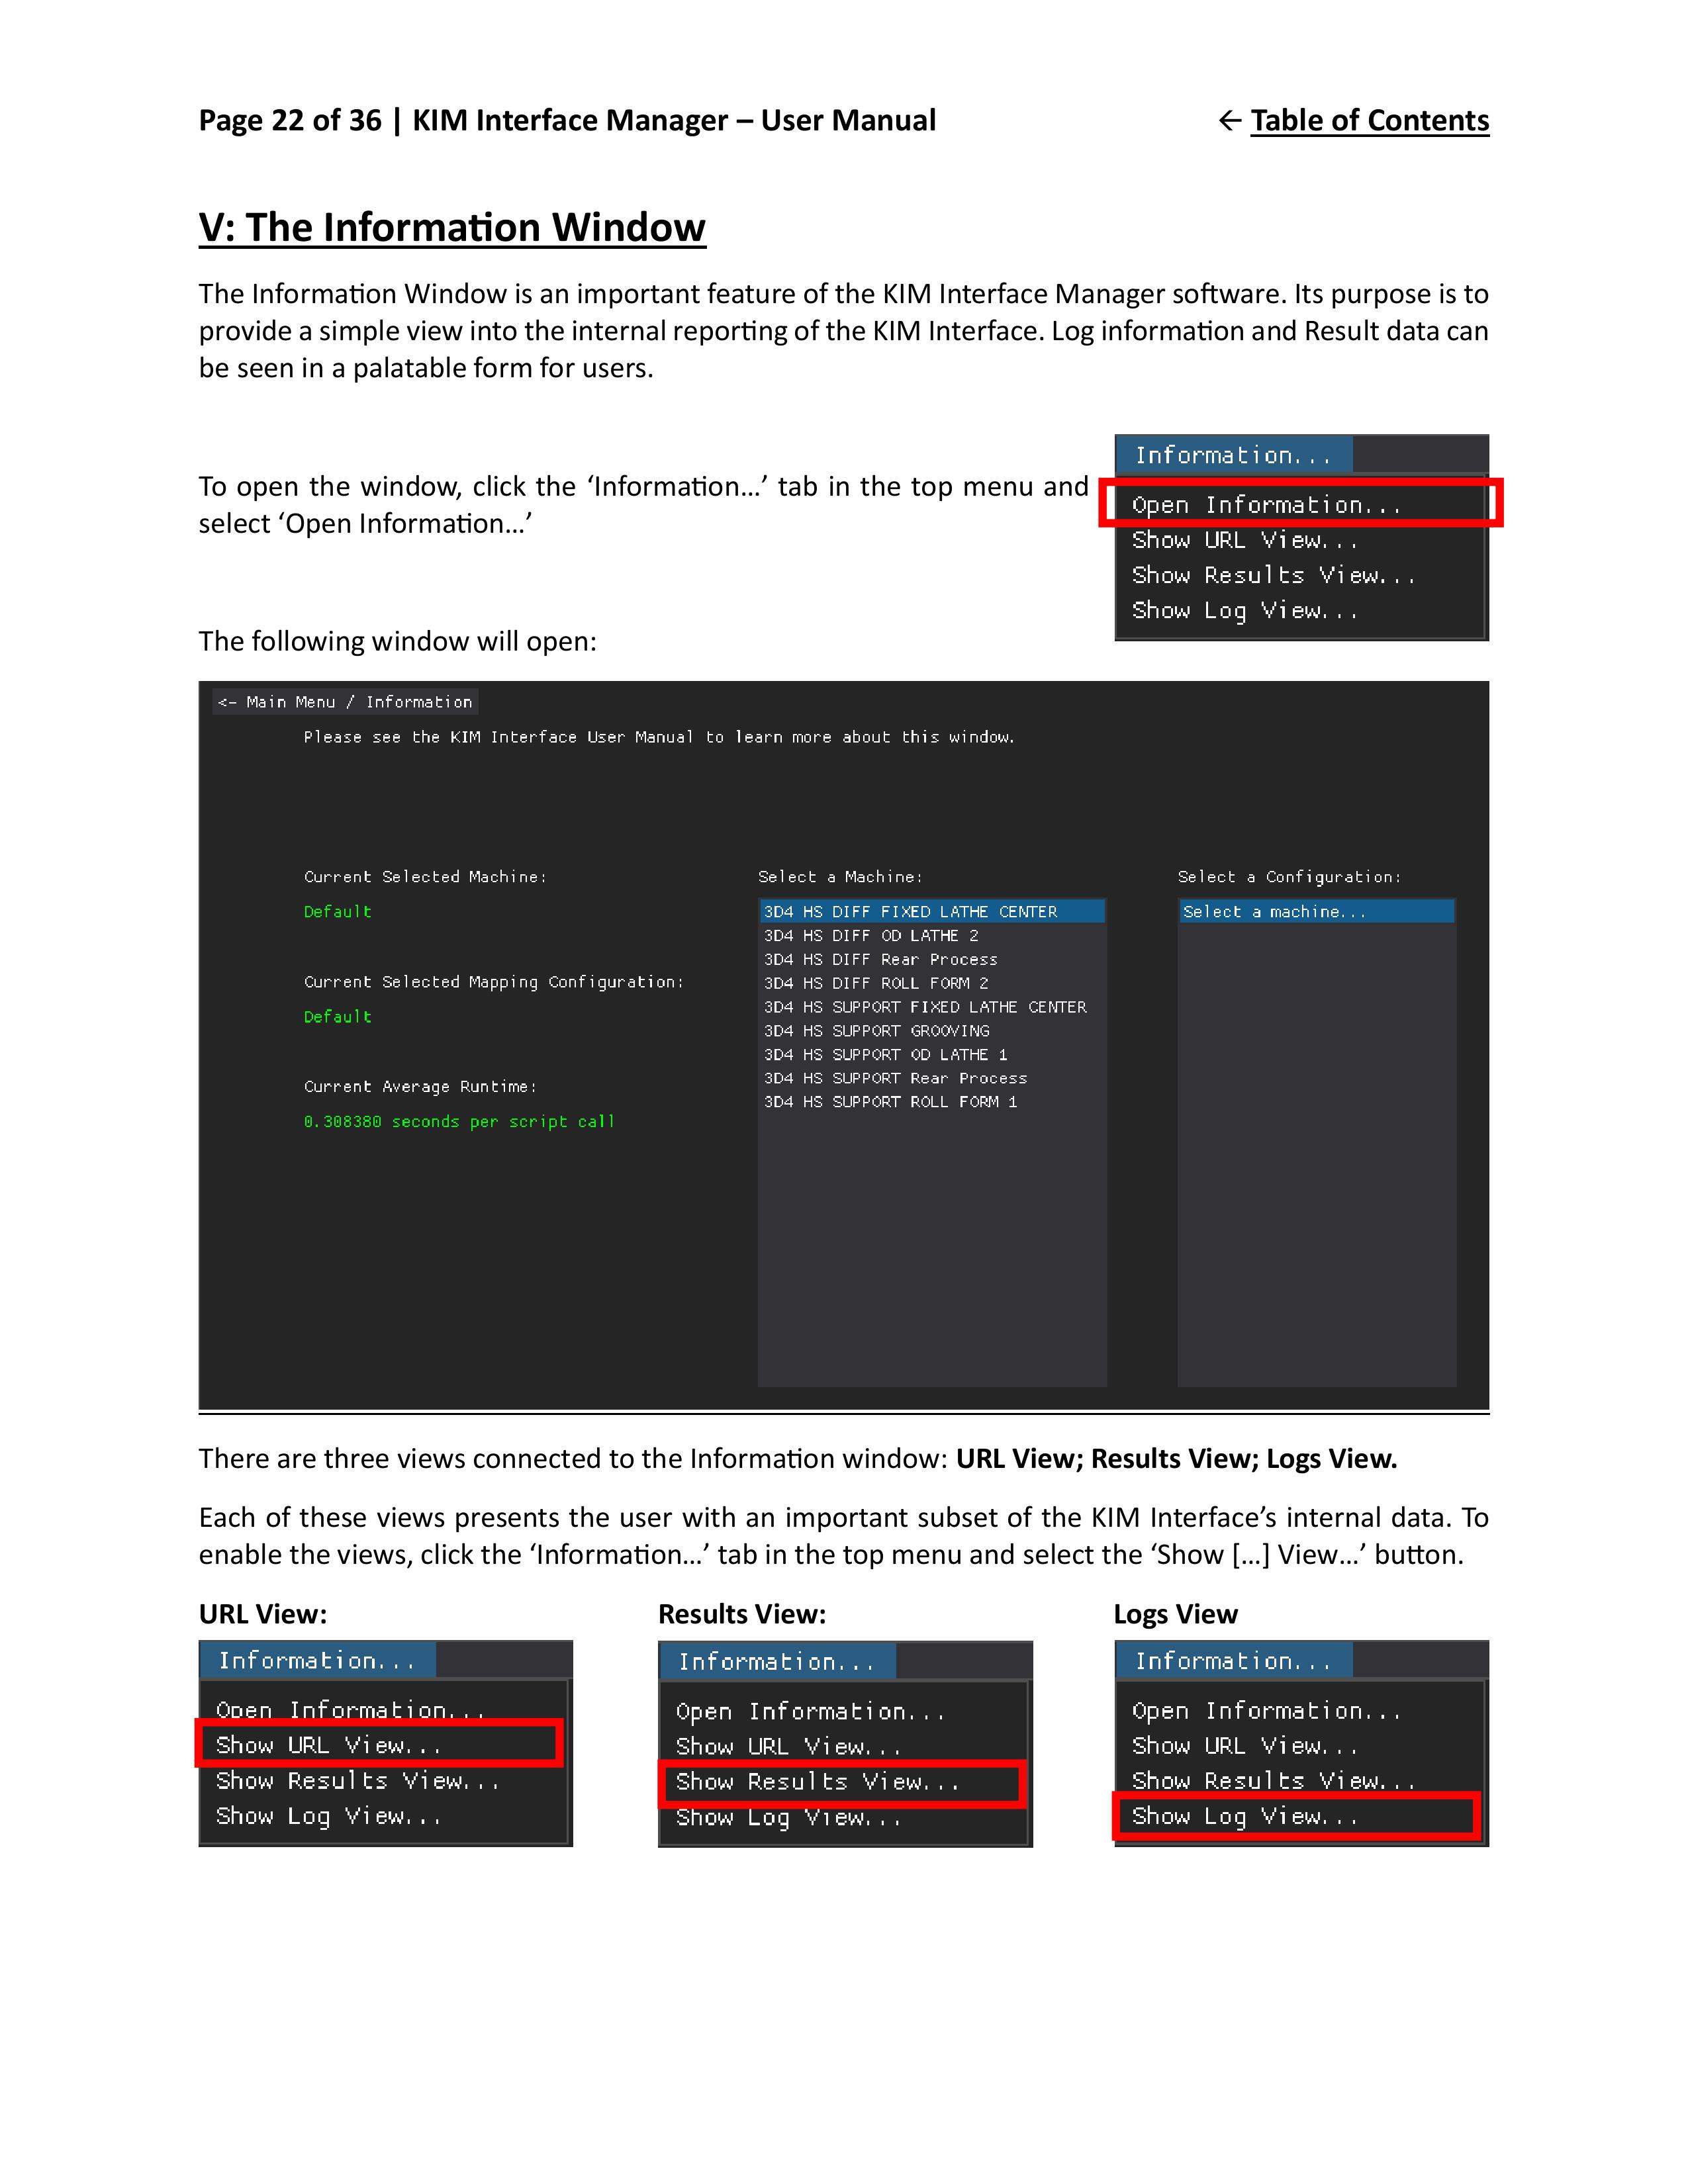 Page 22 of 36 | KIM Interface Manager – User Manual
← Table of Contents
V: The Information Window
The Information Window is an important feature of the KIM Interface Manager software. Its purpose is to
provide a simple view into the internal reporting of the KIM Interface. Log information and Result data can
be seen in a palatable form for users.
To open the window, click the ‘Information…’ tab in the top menu and
select ‘Open Information…’
Information...
Open Information...
Show URL View...
Show Results View...
Show Log View...
The following window will open:
<- Main Menu / Information
Please see the KIM Interface User Manual to learn more about this window.
Current Selected Machine:
Default
Current Selected Mapping Configuration:
Default
Current Average Runtime:
0.308380 seconds per script call
Select a Machine:
3D4 HS DIFF FIXED LATHE CENTER
3D4 HS DIFF OD LATHE 2
3D4 HS DIFF Rear Process
3D4 HS DIFF ROLL FORM 2
3D4 HS SUPPORT FIXED LATHE CENTER
3D4 HS SUPPORT GROOVING
3D4 HS SUPPORT OD LATHE 1
3D4 HS SUPPORT Rear Process
3D4 HS SUPPORT ROLL FORM 1
Select a Configuration:
Select a machine...
There are three views connected to the Information window: URL View; Results View; Logs View.
Each of these views presents the user with an important subset of the KIM Interface’s internal data. To
enable the views, click the ‘Information…’ tab in the top menu and select the ‘Show […] View…’ button.
URL View:
Information...
Open Information...
Show URL View...
Show Results View...
Show Log View...
Results View:
Information...
Open Information...
Show URL View...
Show Results View...
Show Log View...
Logs View
Information...
Open Information...
Show URL View...
Show Results View...
Show Log View...